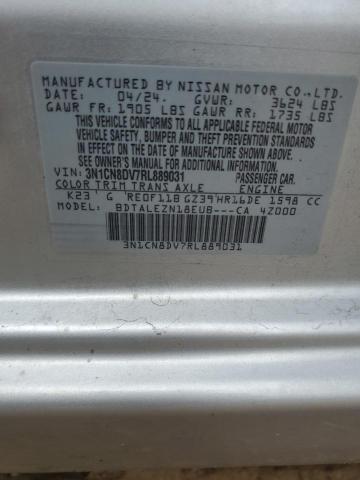 MANUFACTURED BY NISSAN MOTOR CO.,LTD.
DATE: 04/24. GVWR: 3624 LBS
GAWR FR: 1905 LBS GAWR RR: 1735 LBS
THIS VEHICLE CONFORMS TO ALL APPLICABLE FEDERAL MOTOR
VEHICLE SAFETY, BUMPER AND THEFT PREVENTION STANDARDS
IN EFFECT ON THE DATE OF MANUFACTURE SHOWN ABOVE.
SEE OWNERS MANUAL FOR MORE INFORMATION.
VIN: 3N1CN8DV7RL889031 PASSENGER CAR
COLOR TRIM TRANS AXLE ENGINE
K23 G RE0F11B GZ39 HR16DE 1598 CC
MODEL: BDTALEZN18EUB---CA 4Z000
3N1CN8DV7RL889031